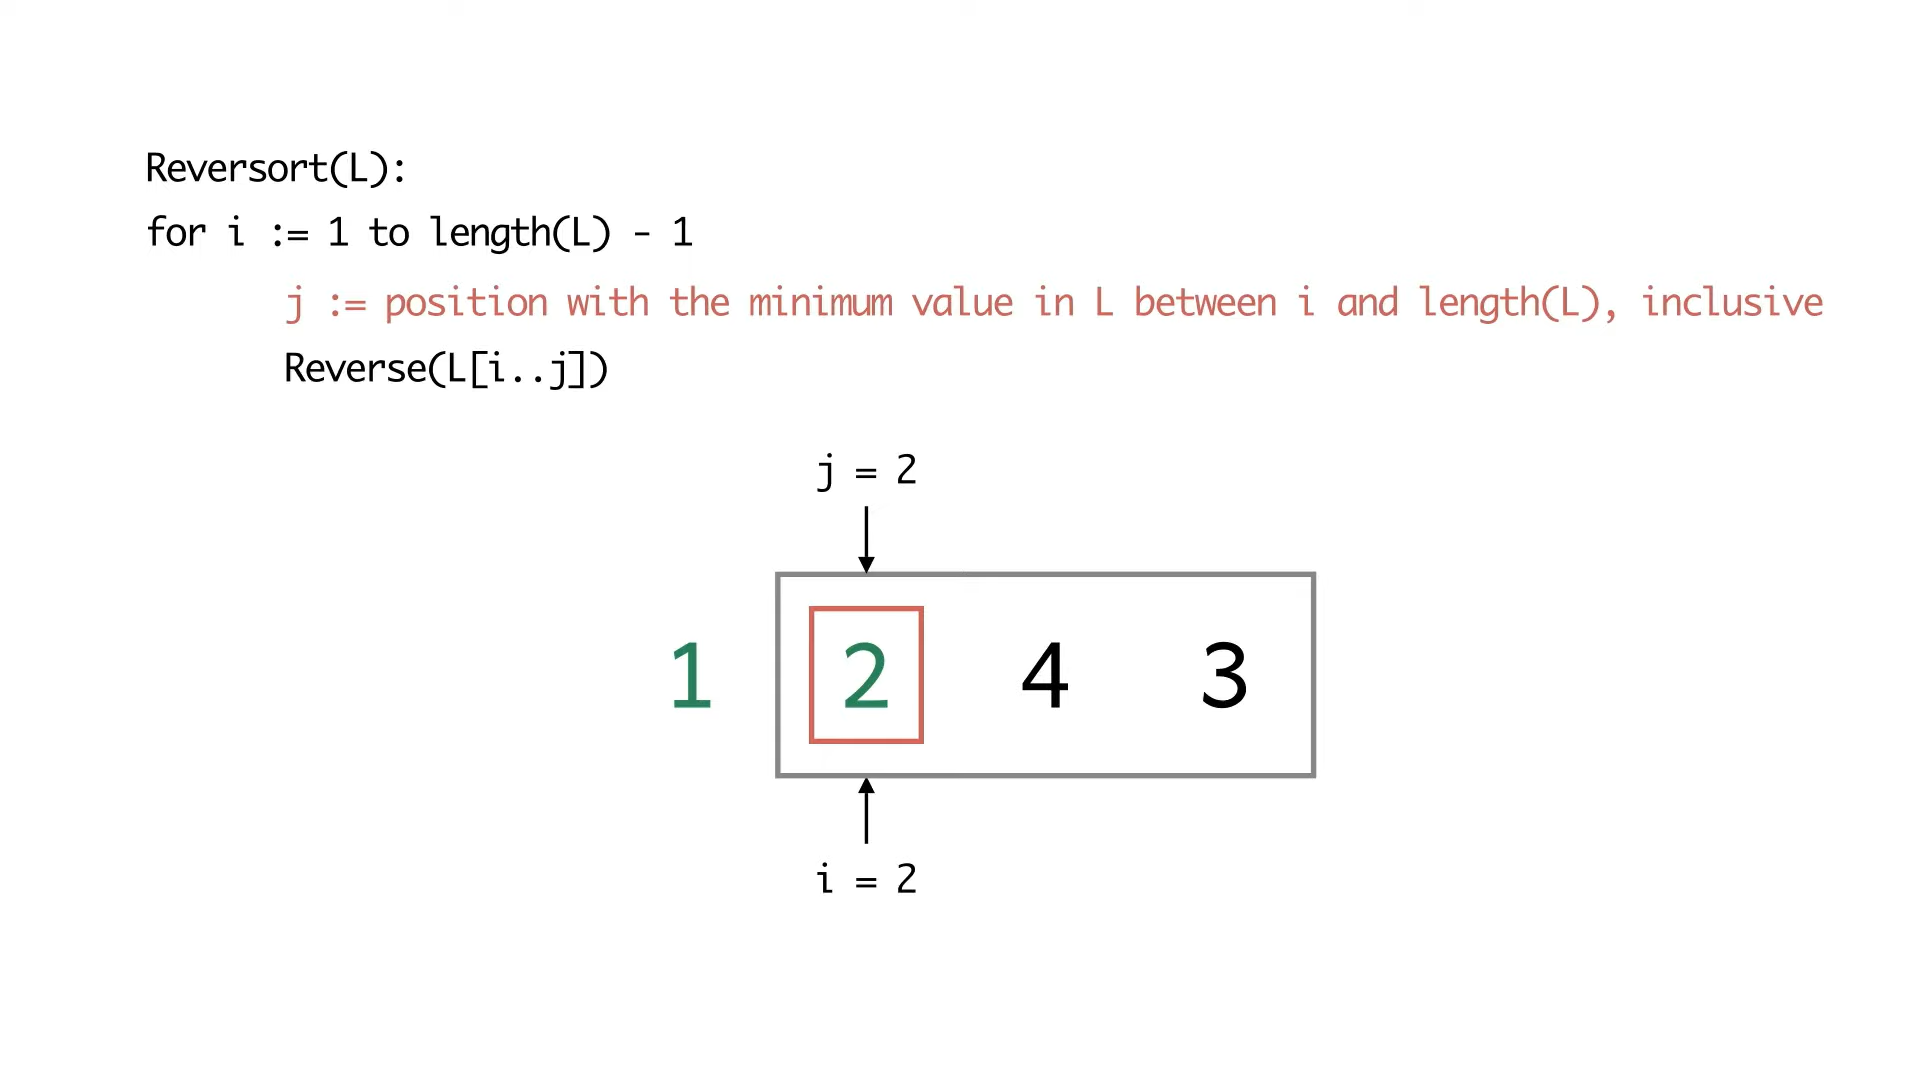 Reversort(L):
for i := 1 to length(L) - 1
j := position with the minimum value in L between i and length(L), inclusive
Reverse(L[i..j])
j = 2
1 2 4 3
i = 2